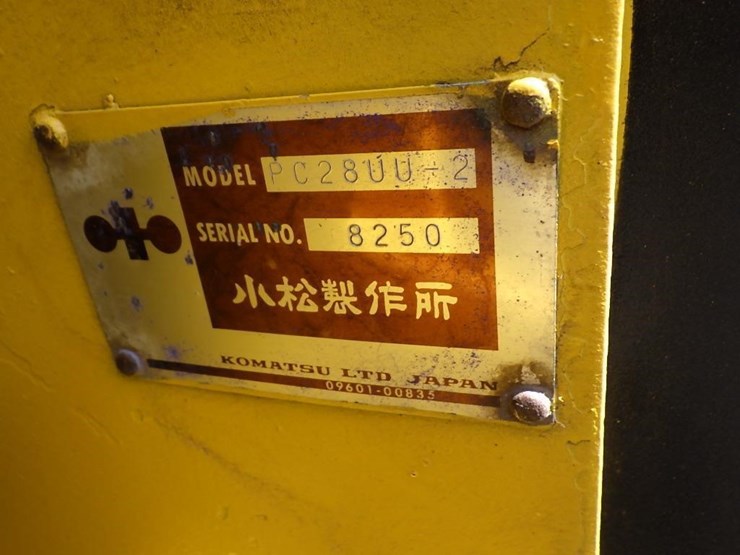 MODEL PC28UU-2
SERIAL NO. 8250
小松製作所
KOMATSU LTD JAPAN
09601-00835